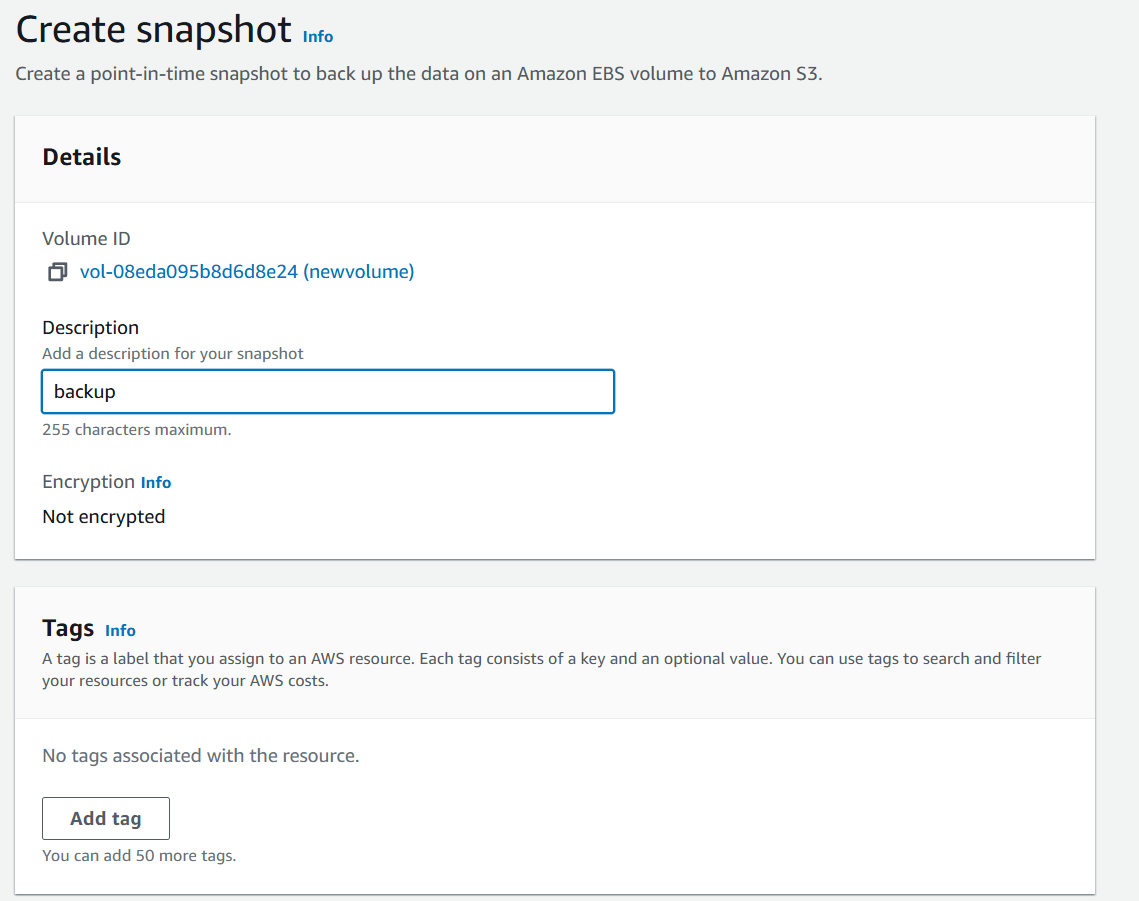 Create snapshot Info
Create a point-in-time snapshot to back up the data on an Amazon EBS volume to Amazon S3.
Details
Volume ID
vol-08eda095b8d6d8e24 (newvolume)
Description
Add a description for your snapshot
backup
255 characters maximum.
Encryption Info
Not encrypted
Tags Info
A tag is a label that you assign to an AWS resource. Each tag consists of a key and an optional value. You can use tags to search and filter
your resources or track your AWS costs.
No tags associated with the resource.
Add tag
You can add 50 more tags.